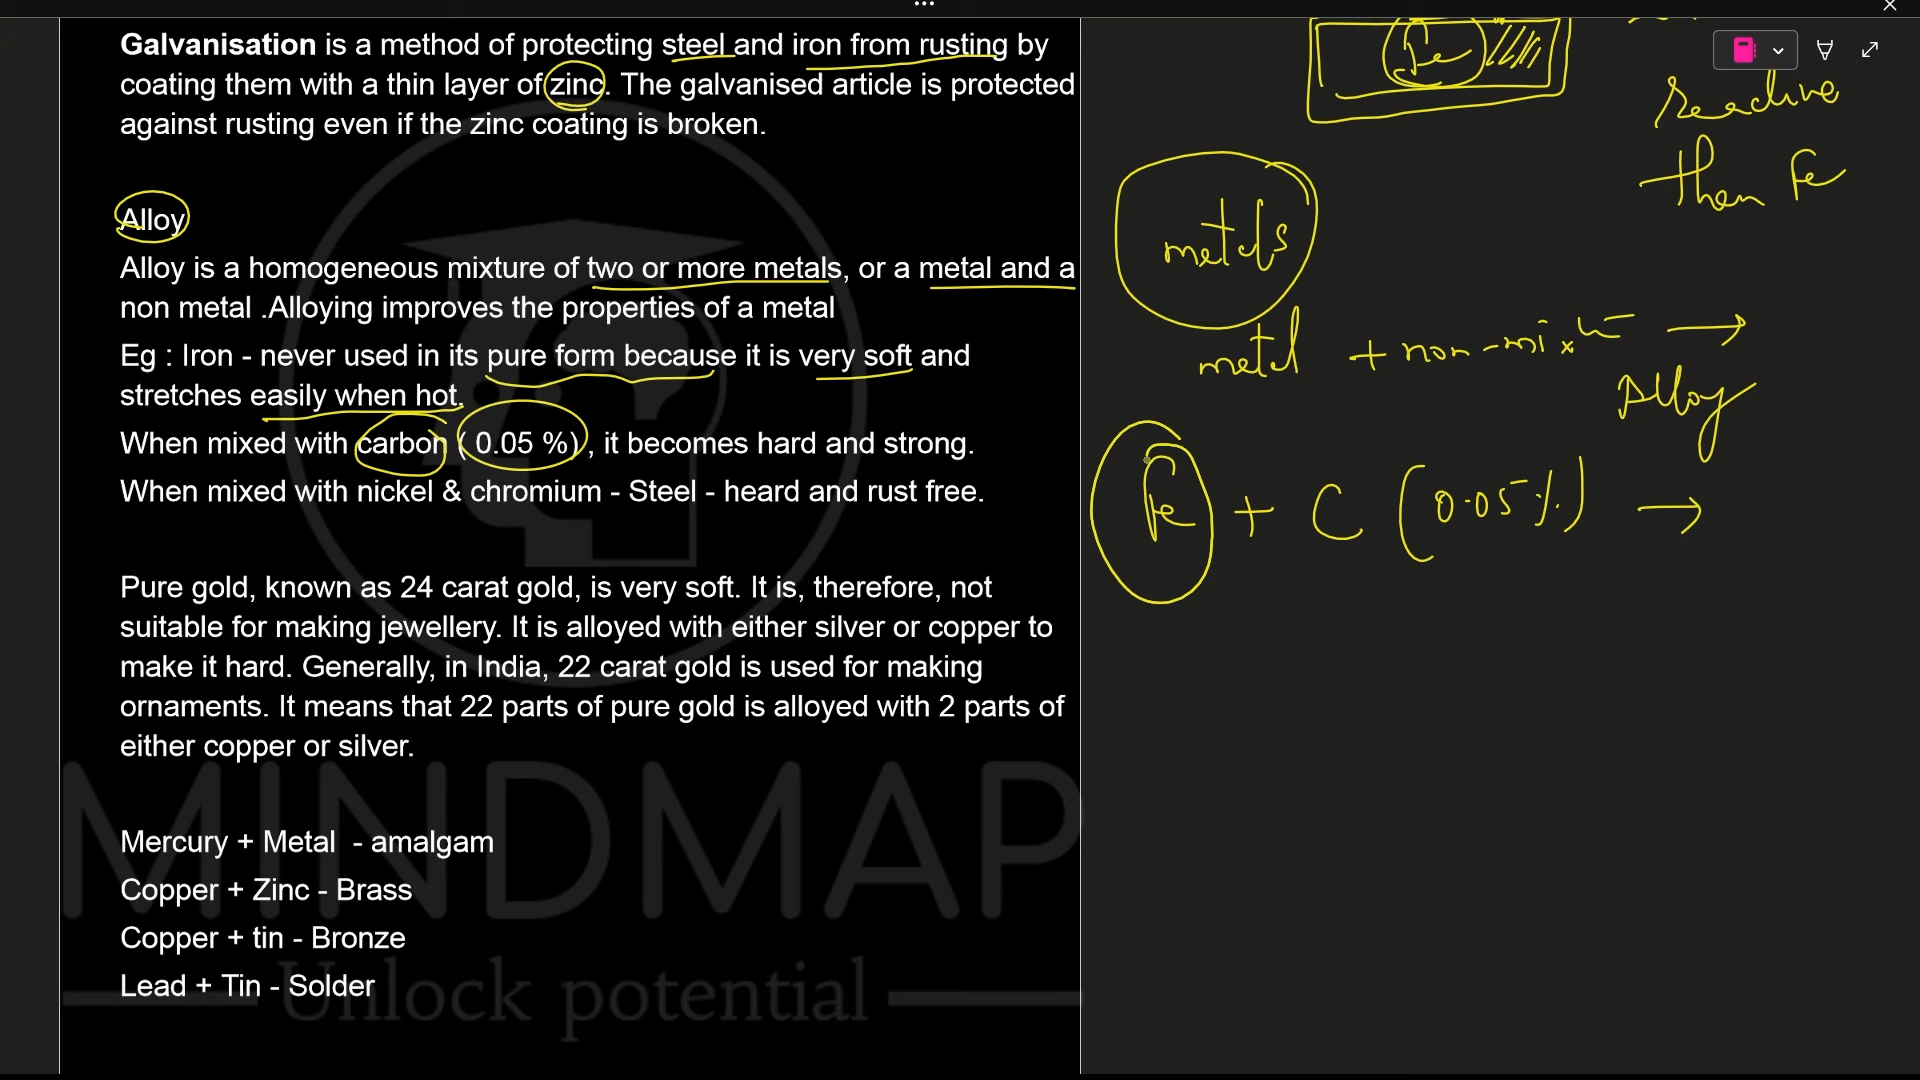 Galvanisation is a method of protecting steel and iron from rusting by
coating them with a thin layer of zinc. The galvanised article is protected
against rusting even if the zinc coating is broken.
Alloy
Alloy is a homogeneous mixture of two or more metals, or a metal and a
non metal .Alloying improves the properties of a metal
Eg : Iron - never used in its pure form because it is very soft and
stretches easily when hot.
When mixed with carbon ( 0.05 %) , it becomes hard and strong.
When mixed with nickel & chromium - Steel - heard and rust free.
Pure gold, known as 24 carat gold, is very soft. It is, therefore, not
suitable for making jewellery. It is alloyed with either silver or copper to
make it hard. Generally, in India, 22 carat gold is used for making
ornaments. It means that 22 parts of pure gold is alloyed with 2 parts of
either copper or silver.
Mercury + Metal - amalgam
Copper + Zinc - Brass
Copper + tin - Bronze
Lead + Tin - Solder
MINDMAP
Unlock potential
Fe
then Fe
metals
metal + →
Alloy
Fe + C (0.05%) →